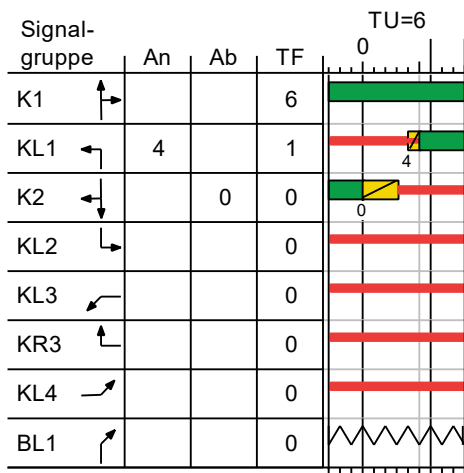 TU=6
Signal-
gruppe An Ab TF 0
K1 6
KL1 4 1 4
K2 0 0 0
KL2 0
KL3 0
KR3 0
KL4 0
BL1 0